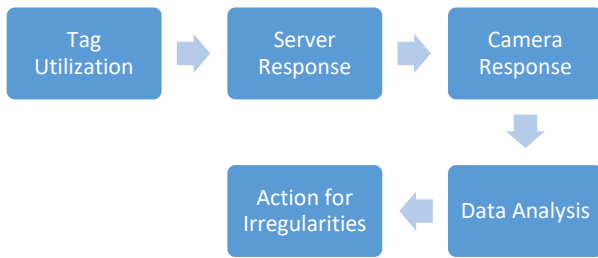 Tag
Utilization
Server
Response
Camera
Response
Data Analysis
Action for
Irregularities